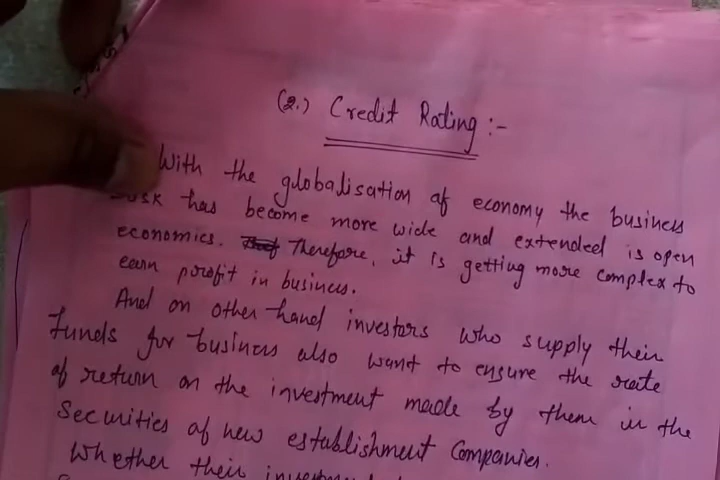 (2.) Credit Rating :-
With the globalisation of economy the business
has become more wide and extended is open
economics. Therefore, it is getting more complex to
earn profit in business.
And on other hand investors who supply their
funds for business also want to ensure the rate
of return on the investment made by them in the
Securities of new establishment Companies.
Whether their